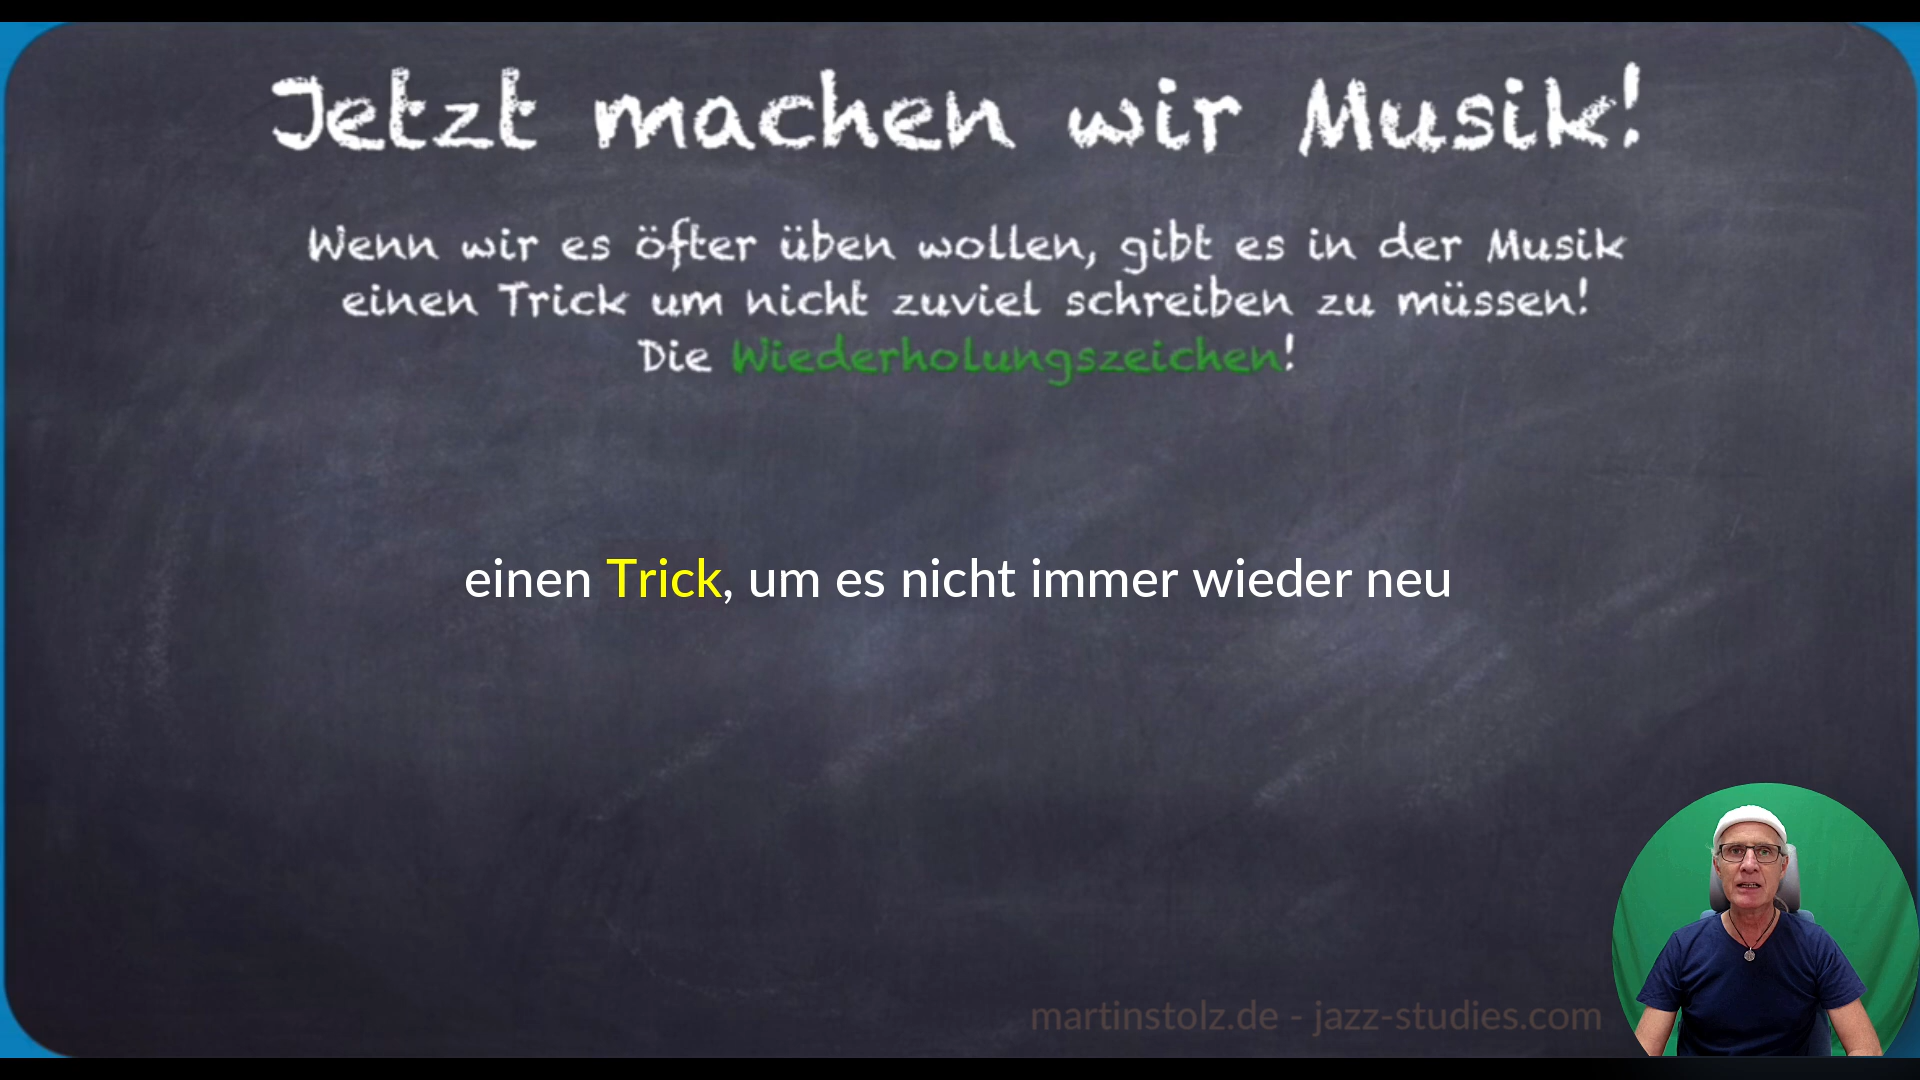 Jetzt machen wir Musik!
Wenn wir es öfter üben wollen, gibt es in der Musik
einen Trick um nicht zuviel schreiben zu müssen!
Die Wiederholungszeichen!
einen Trick, um es nicht immer wieder neu
martinstolz.de - jazz-studies.com